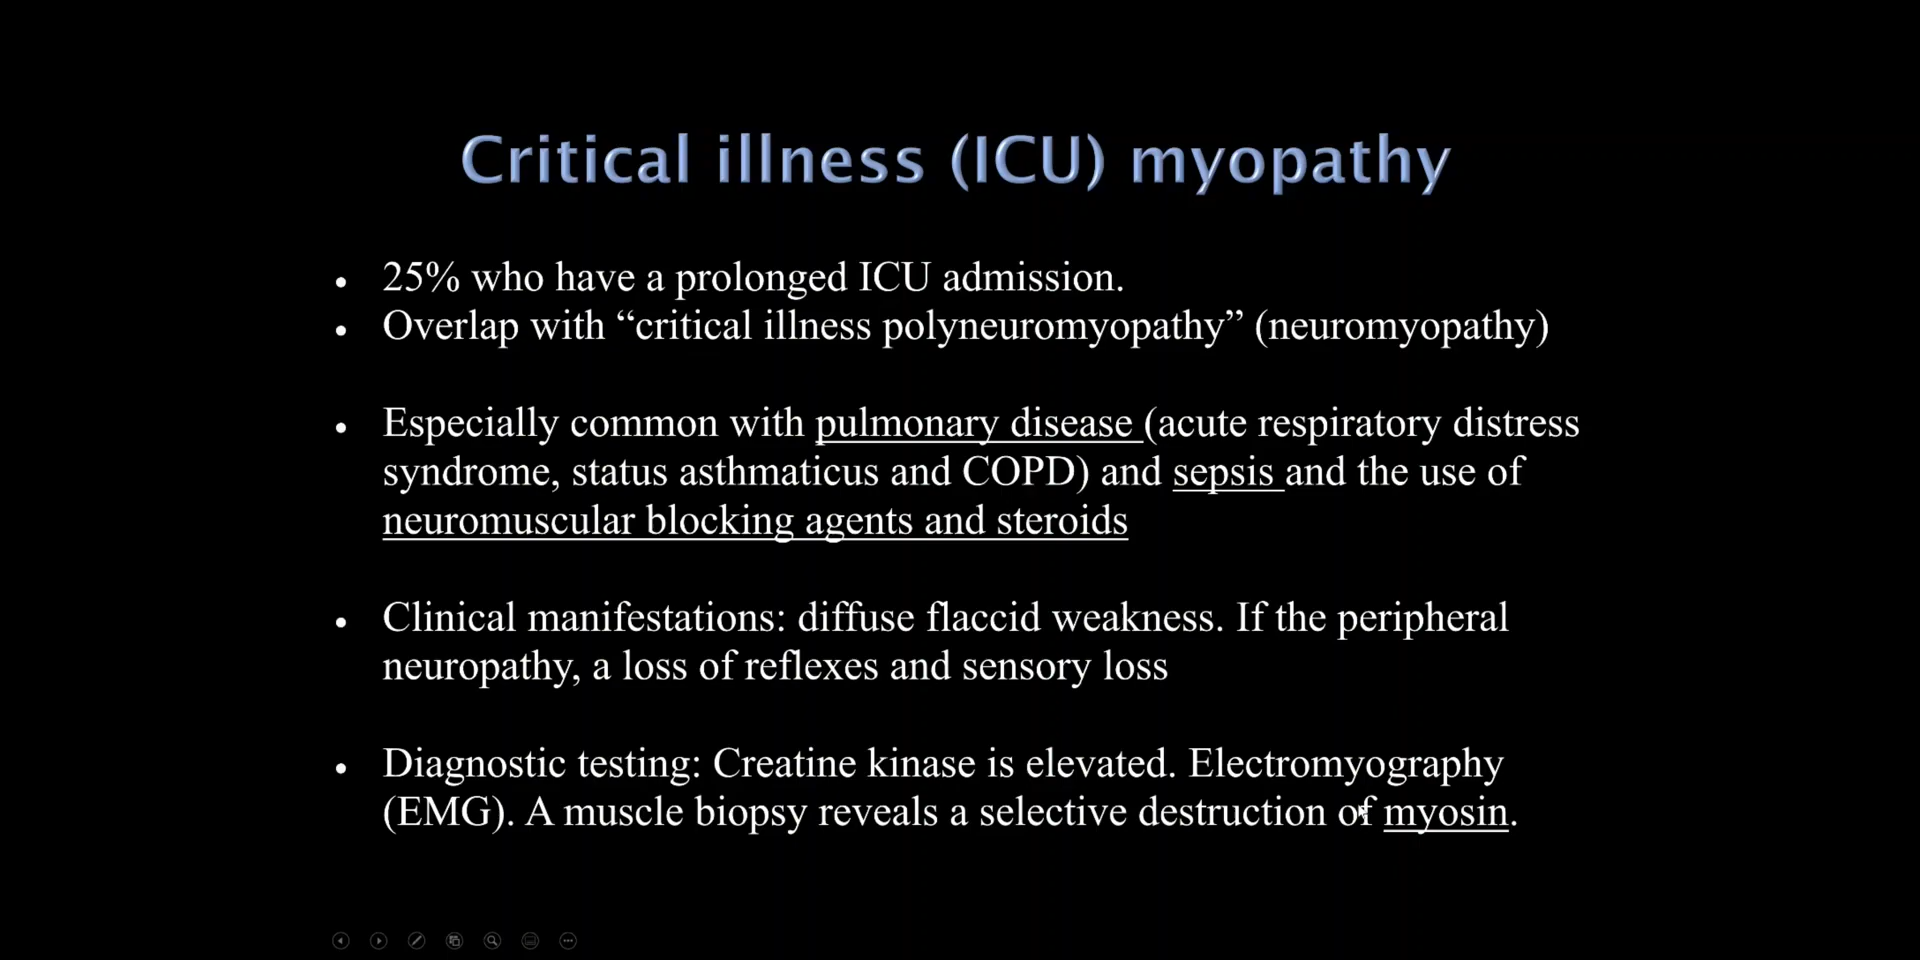 Critical illness (ICU) myopathy
• 25% who have a prolonged ICU admission.
• Overlap with “critical illness polyneuromyopathy” (neuromyopathy)
• Especially common with pulmonary disease (acute respiratory distress
syndrome, status asthmaticus and COPD) and sepsis and the use of
neuromuscular blocking agents and steroids
• Clinical manifestations: diffuse flaccid weakness. If the peripheral
neuropathy, a loss of reflexes and sensory loss
• Diagnostic testing: Creatine kinase is elevated. Electromyography
(EMG). A muscle biopsy reveals a selective destruction of myosin.